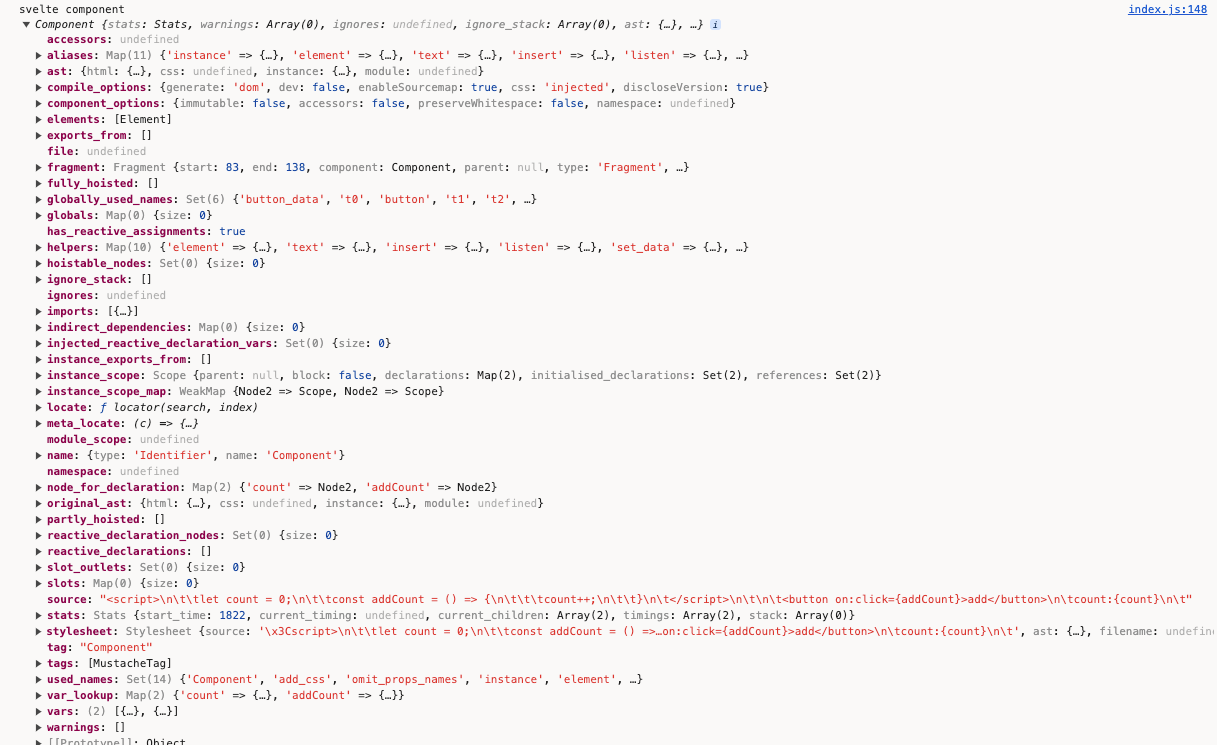 svelte component
index.js:148
▼ Component {stats: Stats, warnings: Array(0), ignores: undefined, ignore_stack: Array(0), ast: {…}, …} i
accessors: undefined
▶ aliases: Map(11) {'instance' => {…}, 'element' => {…}, 'text' => {…}, 'insert' => {…}, 'listen' => {…}, …}
▶ ast: {html: {…}, css: undefined, instance: {…}, module: undefined}
▶ compile_options: {generate: 'dom', dev: false, enableSourcemap: true, css: 'injected', discloseVersion: true}
▶ component_options: {immutable: false, accessors: false, preserveWhitespace: false, namespace: undefined}
▶ elements: [Element]
▶ exports_from: []
file: undefined
▶ fragment: Fragment {start: 83, end: 138, component: Component, parent: null, type: 'Fragment', …}
▶ fully_hoisted: []
▶ globally_used_names: Set(6) {'button_data', 't0', 'button', 't1', 't2', …}
▶ globals: Map(0) {size: 0}
has_reactive_assignments: true
▶ helpers: Map(10) {'element' => {…}, 'text' => {…}, 'insert' => {…}, 'listen' => {…}, 'set_data' => {…}, …}
▶ hoistable_nodes: Set(0) {size: 0}
▶ ignore_stack: []
ignores: undefined
▶ imports: [{…}]
▶ indirect_dependencies: Map(0) {size: 0}
▶ injected_reactive_declaration_vars: Set(0) {size: 0}
▶ instance_exports_from: []
▶ instance_scope: Scope {parent: null, block: false, declarations: Map(2), initialised_declarations: Set(2), references: Set(2)}
▶ instance_scope_map: WeakMap {Node2 => Scope, Node2 => Scope}
▶ locate: ƒ locator(search, index)
▶ meta_locate: (c) => {…}
module_scope: undefined
▶ name: {type: 'Identifier', name: 'Component'}
namespace: undefined
▶ node_for_declaration: Map(2) {'count' => Node2, 'addCount' => Node2}
▶ original_ast: {html: {…}, css: undefined, instance: {…}, module: undefined}
▶ partly_hoisted: []
▶ reactive_declaration_nodes: Set(0) {size: 0}
▶ reactive_declarations: []
▶ slot_outlets: Set(0) {size: 0}
▶ slots: Map(0) {size: 0}
source: "<script>\n\t\tlet count = 0;\n\t\tconst addCount = () => {\n\t\t\tcount++;\n\t\t}\n\t</script>\n\t\n\t<button on:click={addCount}>add</button>\n\tcount:{count}\n\t"
▶ stats: Stats {start_time: 1822, current_timing: undefined, current_children: Array(2), timings: Array(2), stack: Array(0)}
▶ stylesheet: Stylesheet {source: '\x3Cscript>\n\t\tlet count = 0;\n\t\tconst addCount = () =>…on:click={addCount}>add</button>\n\tcount:{count}\n\t', ast: {…}, filename: undefin
tag: "Component"
▶ tags: [MustacheTag]
▶ used_names: Set(14) {'Component', 'add_css', 'omit_props_names', 'instance', 'element', …}
▶ var_lookup: Map(2) {'count' => {…}, 'addCount' => {…}}
▶ vars: (2) [{…}, {…}]
▶ warnings: []
▶ [[Prototype]]: Object